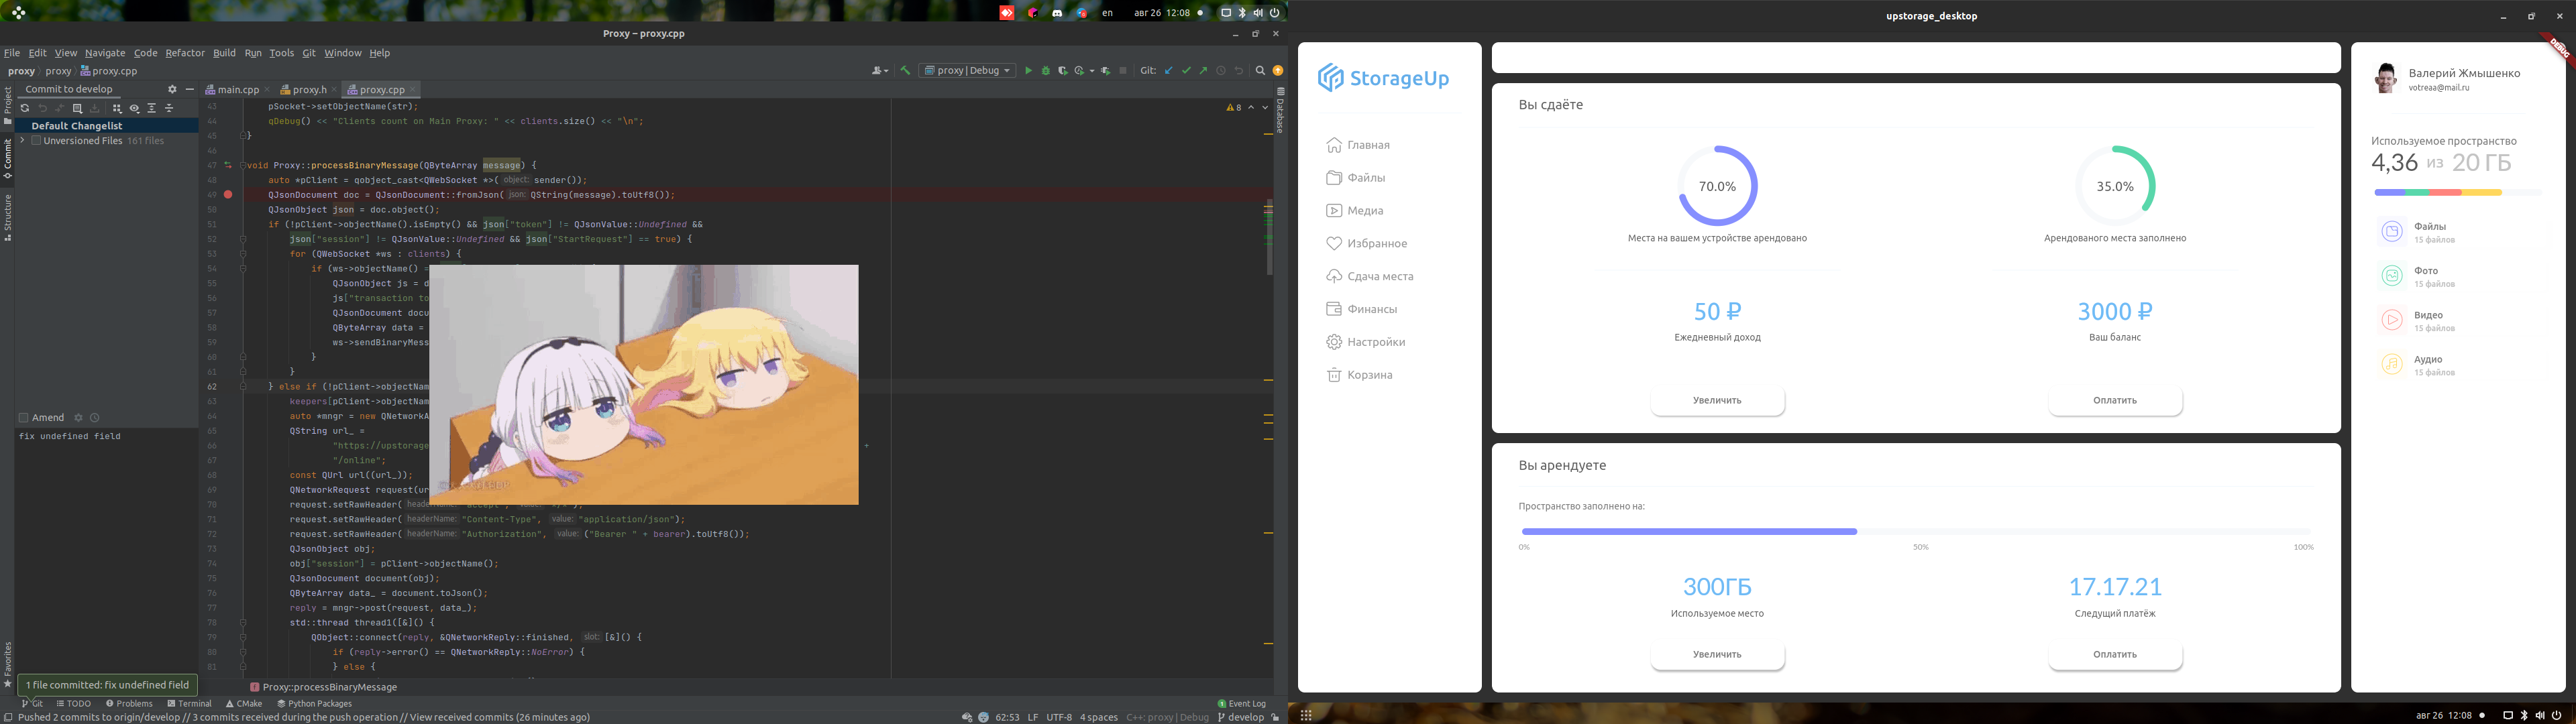 en
авг 26 12:08
Proxy – proxy.cpp
File Edit View Navigate Code Refactor Build Run Tools Git Window Help
proxy proxy proxy.cpp
proxy | Debug
Git:
Commit to develop
main.cpp proxy.h proxy.cpp
Project
Commit
Structure
Favorites
Database
Default Changelist
Unversioned Files 161 files
Amend
fix undefined field
8
43 pSocket->setObjectName(str);
44 qDebug() << "Clients count on Main Proxy: " << clients.size() << "\n";
45 }
46
47 void Proxy::processBinaryMessage(QByteArray message) {
48 auto *pClient = qobject_cast<QWebSocket *>( object: sender());
49 QJsonDocument doc = QJsonDocument::fromJson( json: QString(message).toUtf8());
50 QJsonObject json = doc.object();
51 if (!pClient->objectName().isEmpty() && json["token"] != QJsonValue::Undefined &&
52 json["session"] != QJsonValue::Undefined && json["StartRequest"] == true) {
53 for (QWebSocket *ws : clients) {
54 if (ws->objectName() =
55 QJsonObject js = d
56 js["transaction to
57 QJsonDocument docu
58 QByteArray data =
59 ws->sendBinaryMess
60 }
61 }
62 } else if (!pClient->objectNam
63 keepers[pClient->objectNam
64 auto *mngr = new QNetworkA
65 QString url_ =
66 "https://upstorage
67 "/online";
68 const QUrl url((url_));
69 QNetworkRequest request(ur
70 request.setRawHeader(
71 request.setRawHeader( headerName: "Content-Type", value: "application/json");
72 request.setRawHeader( headerName: "Authorization", value: ("Bearer " + bearer).toUtf8());
73 QJsonObject obj;
74 obj["session"] = pClient->objectName();
75 QJsonDocument document(obj);
76 QByteArray data_ = document.toJson();
77 reply = mngr->post(request, data_);
78 std::thread thread1([&]() {
79 QObject::connect(reply, &QNetworkReply::finished, slot: [&]() {
80 if (reply->error() == QNetworkReply::NoError) {
81 } else {
1 file committed: fix undefined field
Proxy::processBinaryMessage
Git TODO Problems Terminal CMake Python Packages
1 Event Log
Pushed 2 commits to origin/develop // 3 commits received during the push operation // View received commits (26 minutes ago)
62:53 LF UTF-8 4 spaces C++: proxy | Debug develop
upstorage_desktop
DEBUG
StorageUp
Главная
Файлы
Медиа
Избранное
Сдача места
Финансы
Настройки
Корзина
Вы сдаёте
70.0%
35.0%
Места на вашем устройстве арендовано
Арендованого места заполнено
50 ₽
3000 ₽
Ежедневный доход
Ваш баланс
Увеличить
Оплатить
Вы арендуете
Пространство заполнено на:
0% 50% 100%
300ГБ
17.17.21
Используемое место
Следущий платёж
Увеличить
Оплатить
Валерий Жмышенко
votreaa@mail.ru
Используемое пространство
4,36 из 20 ГБ
Файлы
15 файлов
Фото
15 файлов
Видео
15 файлов
Аудио
15 файлов
авг 26 12:08